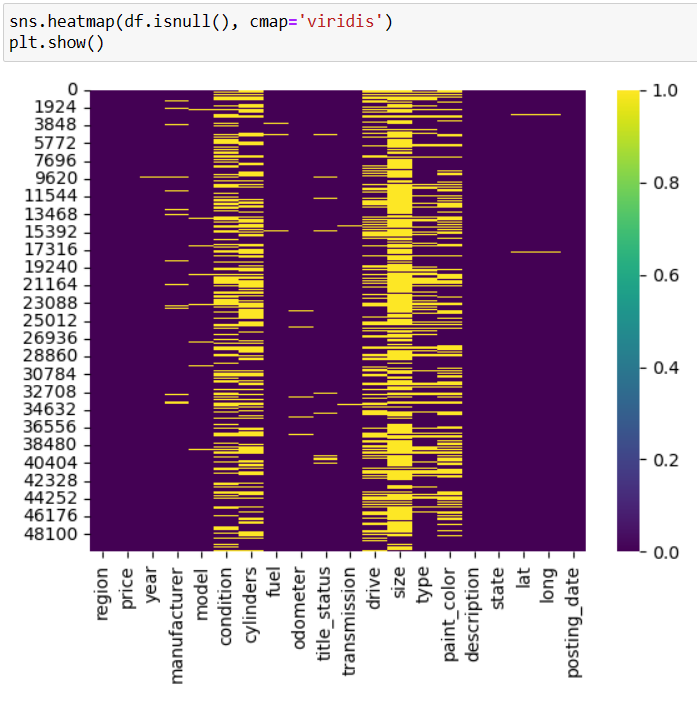 sns.heatmap(df.isnull(), cmap='viridis')
plt.show()
0
1924
3848
5772
7696
9620
11544
13468
15392
17316
19240
21164
23088
25012
26936
28860
30784
32708
34632
36556
38480
40404
42328
44252
46176
48100
1.0
0.8
0.6
0.4
0.2
0.0
region
price
year
manufacturer
model
condition
cylinders
fuel
odometer
title_status
transmission
drive
size
type
paint_color
description
state
lat
long
posting_date